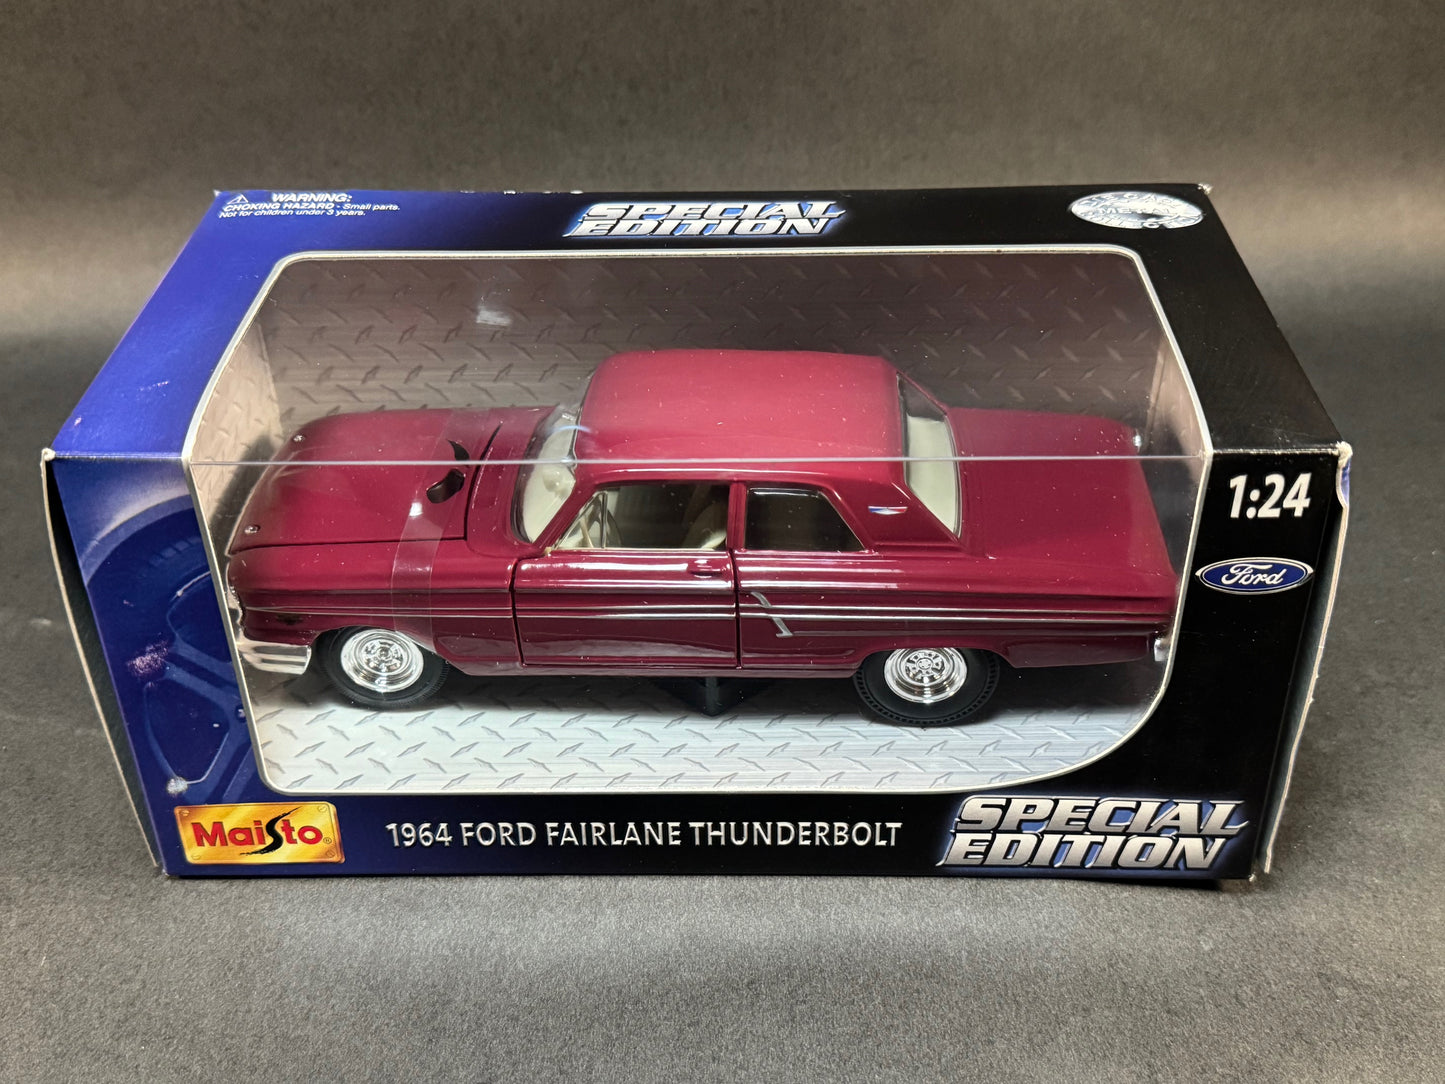 WARNING:
CHOKING HAZARD - Small parts.
Not for children under 3 years.
SPECIAL
EDITION
1:24
Ford
Maisto®
1964 FORD FAIRLANE THUNDERBOLT
SPECIAL
EDITION